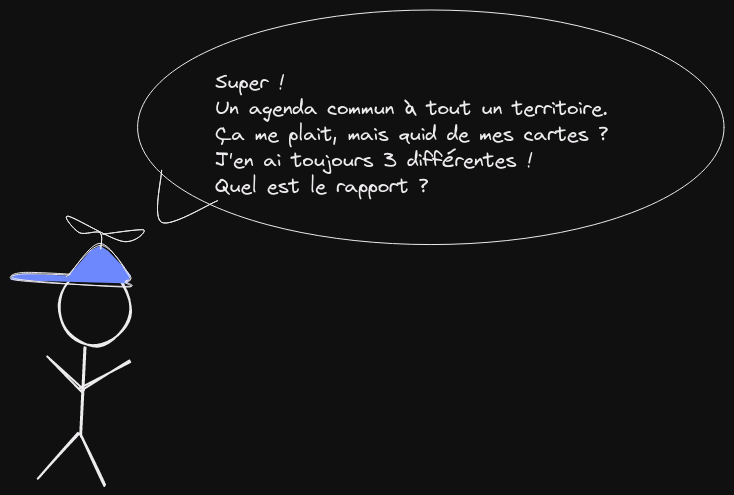 Super !
Un agenda commun à tout un territoire.
Ça me plait, mais quid de mes cartes ?
J'en ai toujours 3 différentes !
Quel est le rapport ?